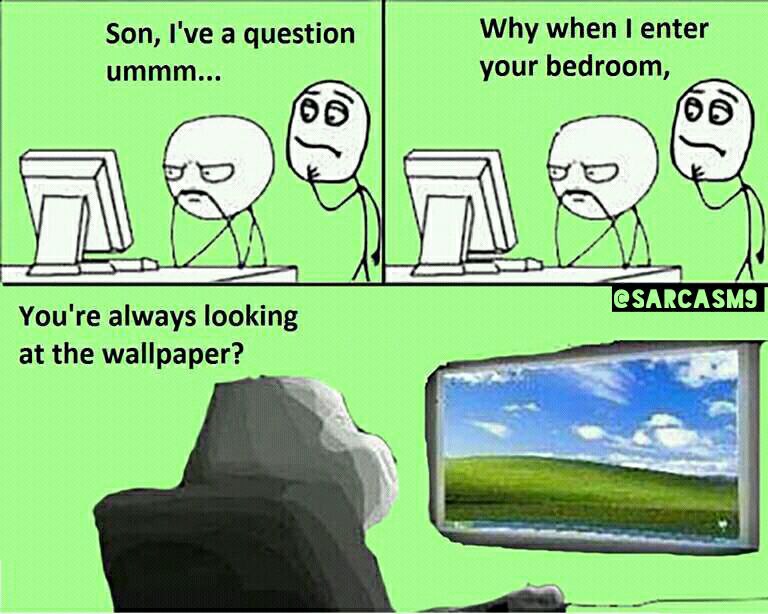 Son, I've a question
ummm...
Why when I enter
your bedroom,
@SARCASM9
You're always looking
at the wallpaper?